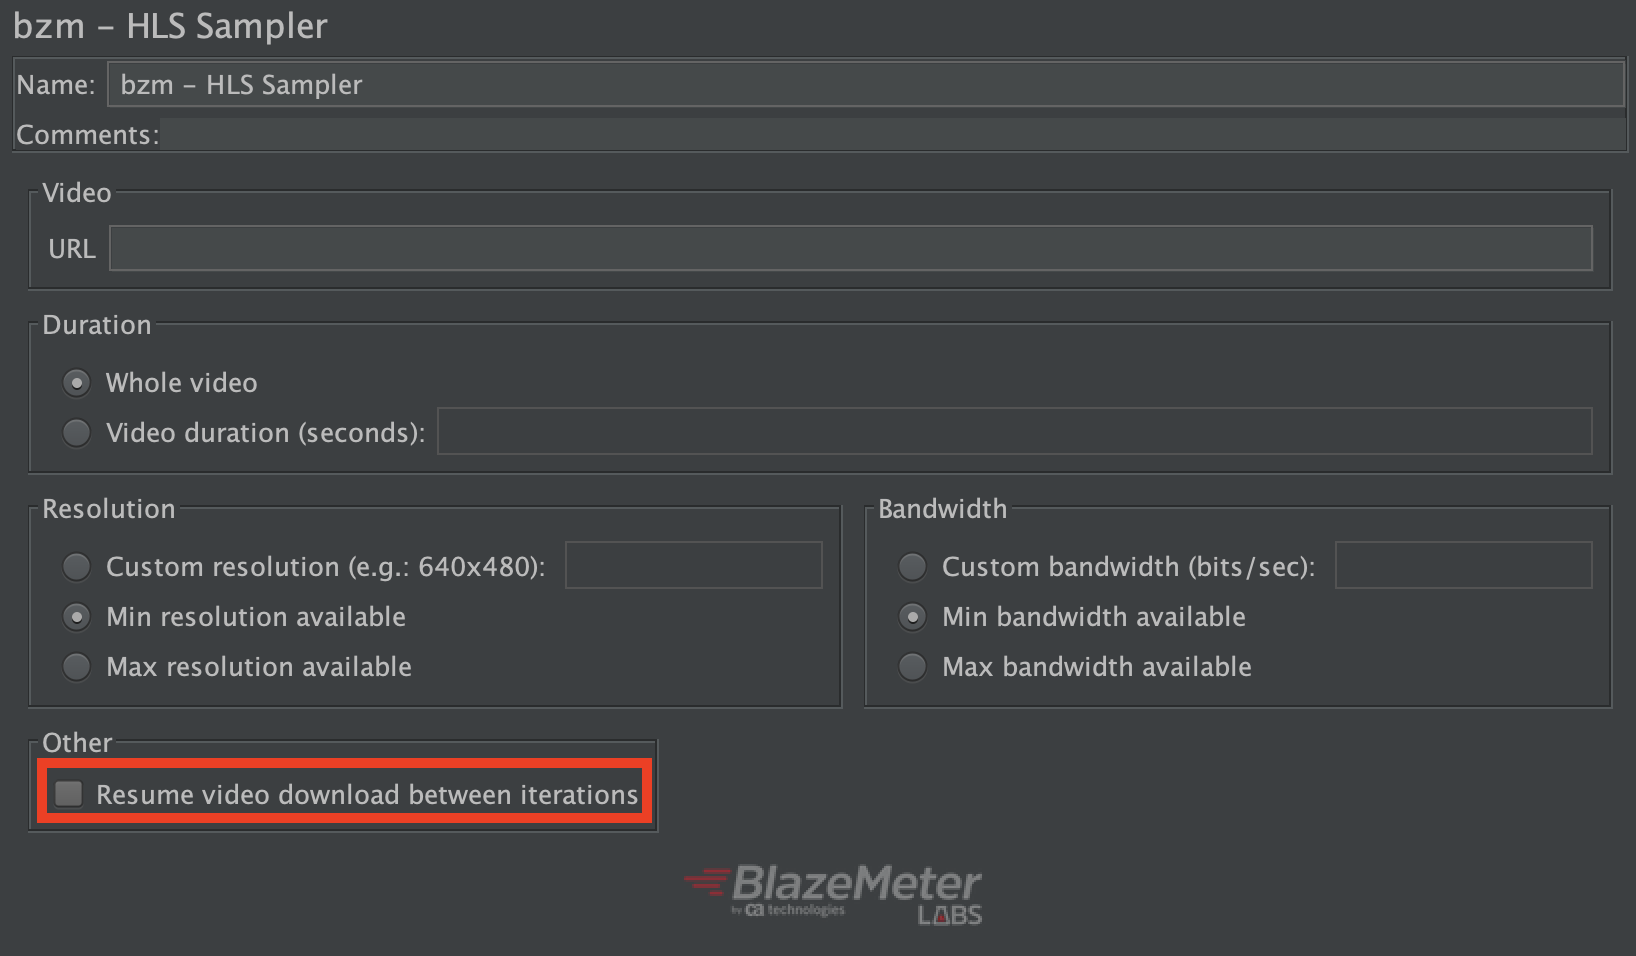 bzm - HLS Sampler
Name: bzm - HLS Sampler
Comments:
Video
URL
Duration
Whole video
Video duration (seconds):
Resolution
Custom resolution (e.g.: 640x480):
Min resolution available
Max resolution available
Bandwidth
Custom bandwidth (bits/sec):
Min bandwidth available
Max bandwidth available
Other
Resume video download between iterations
BlazeMeter
by ca technologies
LABS